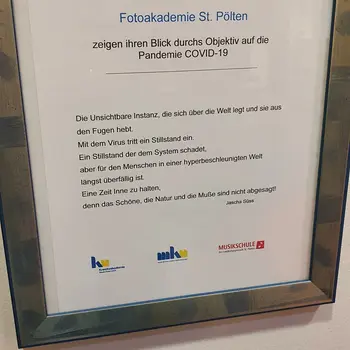 Fotoakademie St. Pölten
zeigen ihren Blick durchs Objektiv auf die
Pandemie COVID-19
Die Unsichtbare Instanz, die sich über die Welt legt und sie aus
den Fugen hebt.
Mit dem Virus tritt ein Stillstand ein.
Ein Stillstand der dem System schadet,
aber für den Menschen in einer hyperbeschleunigten Welt
längst überfällig ist.
Eine Zeit Inne zu halten,
denn das Schöne, die Natur und die Muße sind nicht abgesagt!
Jascha Süss
ku
mku
MUSIKSCHULE